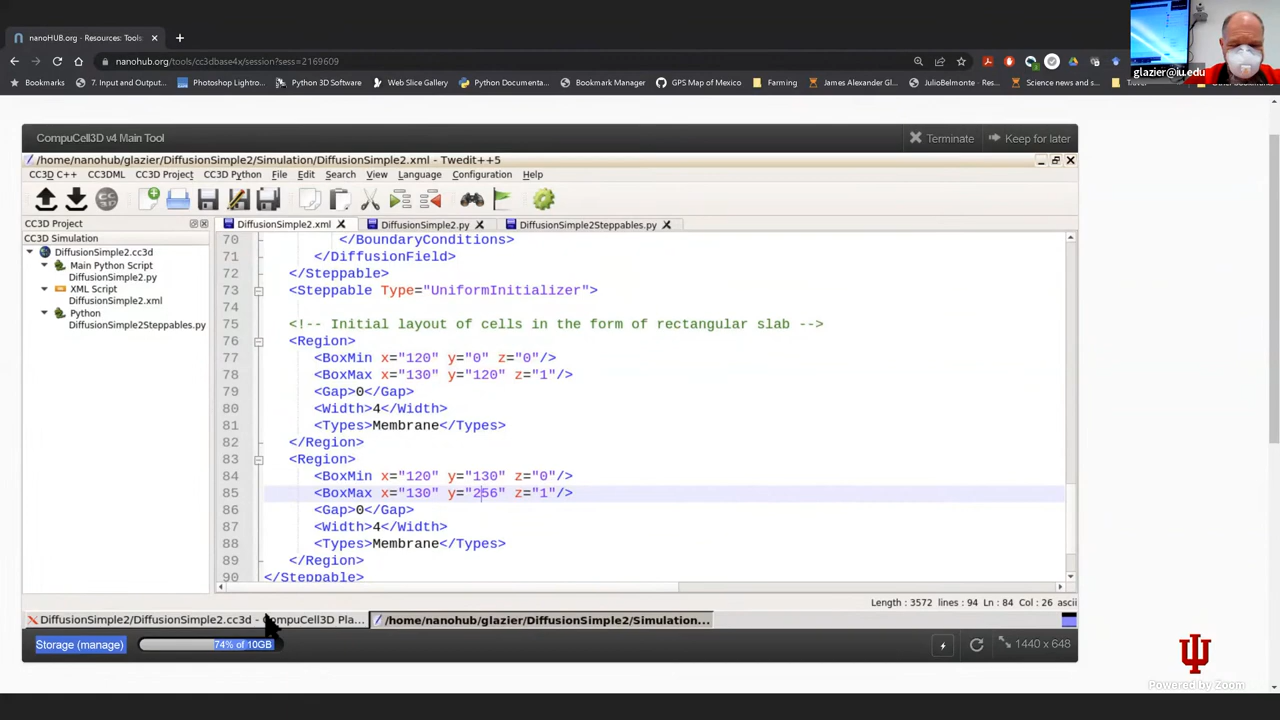 nanoHUB.org - Resources: Tools:
nanohub.org/tools/cc3dbase4x/session?sess=2169609
glazier@iu.edu
Bookmarks
7. Input and Output...
Photoshop Lightro...
Python 3D Software
Web Slice Gallery
Python Documenta...
Bookmark Manager
GPS Map of Mexico
Farming
James Alexander Gl...
JulioBelmonte - Rec...
Science news and s...
CompuCell3D v4 Main Tool
Terminate
Keep for later
/home/nanohub/glazier/DiffusionSimple2/Simulation/DiffusionSimple2.xml - Twedit++5
CC3D C++ CC3DML CC3D Project CC3D Python File Edit Search View Language Configuration Help
CC3D Project
CC3D Simulation
DiffusionSimple2.cc3d
Main Python Script
DiffusionSimple2.py
XML Script
DiffusionSimple2.xml
Python
DiffusionSimple2Steppables.py
DiffusionSimple2.xml
DiffusionSimple2.py
DiffusionSimple2Steppables.py
70 </BoundaryConditions>
71 </DiffusionField>
72 </Steppable>
73 <Steppable Type="UniformInitializer">
74
75 <!-- Initial layout of cells in the form of rectangular slab -->
76 <Region>
77 <BoxMin x="120" y="0" z="0"/>
78 <BoxMax x="130" y="120" z="1"/>
79 <Gap>0</Gap>
80 <Width>4</Width>
81 <Types>Membrane</Types>
82 </Region>
83 <Region>
84 <BoxMin x="120" y="130" z="0"/>
85 <BoxMax x="130" y="256" z="1"/>
86 <Gap>0</Gap>
87 <Width>4</Width>
88 <Types>Membrane</Types>
89 </Region>
90 </Steppable>
Length : 3572 lines : 94 Ln : 84 Col : 26 ascii
DiffusionSimple2/DiffusionSimple2.cc3d - CompuCell3D Pla...
/home/nanohub/glazier/DiffusionSimple2/Simulation...
Storage (manage)
74% of 10GB
1440 x 648
Powered by Zoom